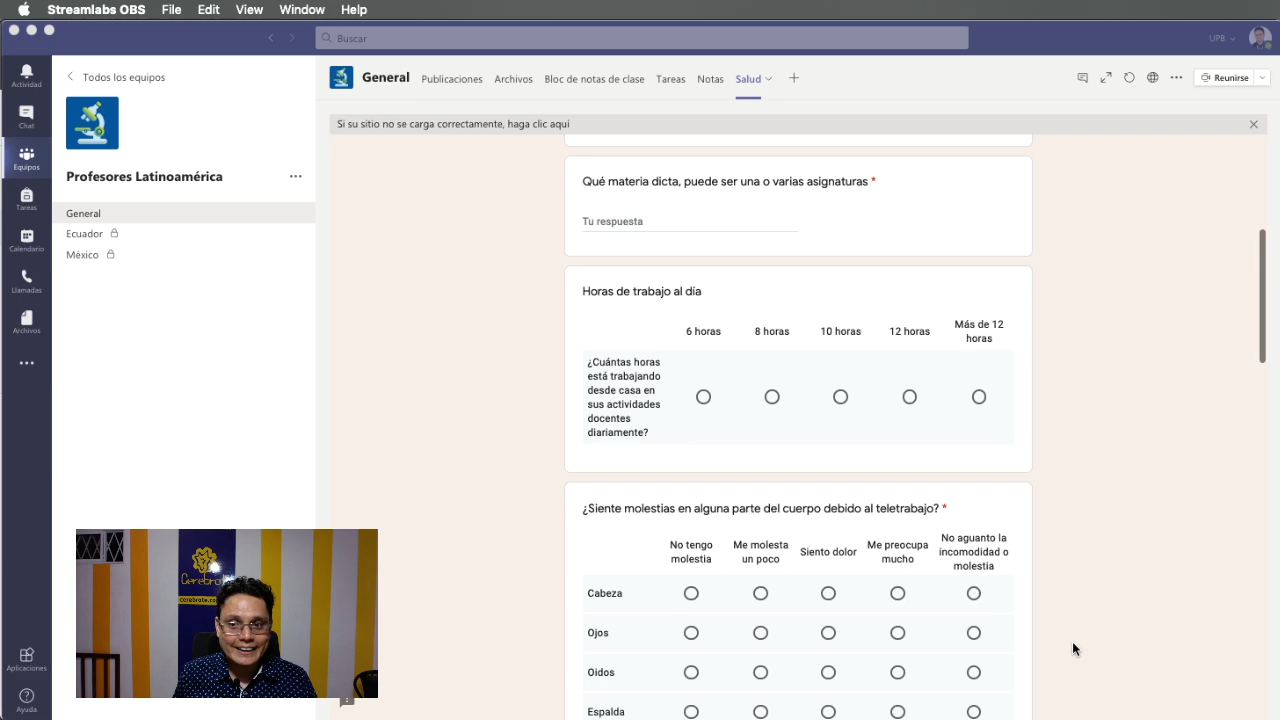 Streamlabs OBS File Edit View Window Help
Buscar
UPB
Actividad
Chat
Equipos
Tareas
Calendario
Llamadas
Archivos
Aplicaciones
Ayuda
Todos los equipos
Profesores Latinoamérica
General
Ecuador
México
General Publicaciones Archivos Bloc de notas de clase Tareas Notas Salud
Reunirse
Si su sitio no se carga correctamente, haga clic aquí
Qué materia dicta, puede ser una o varias asignaturas *
Tu respuesta
Horas de trabajo al día
6 horas 8 horas 10 horas 12 horas Más de 12 horas
¿Cuántas horas
está trabajando
desde casa en
sus actividades
docentes
diariamente?
¿Siente molestias en alguna parte del cuerpo debido al teletrabajo? *
No tengo molestia Me molesta un poco Siento dolor Me preocupa mucho No aguanto la incomodidad o molestia
Cabeza
Ojos
Oidos
Espalda